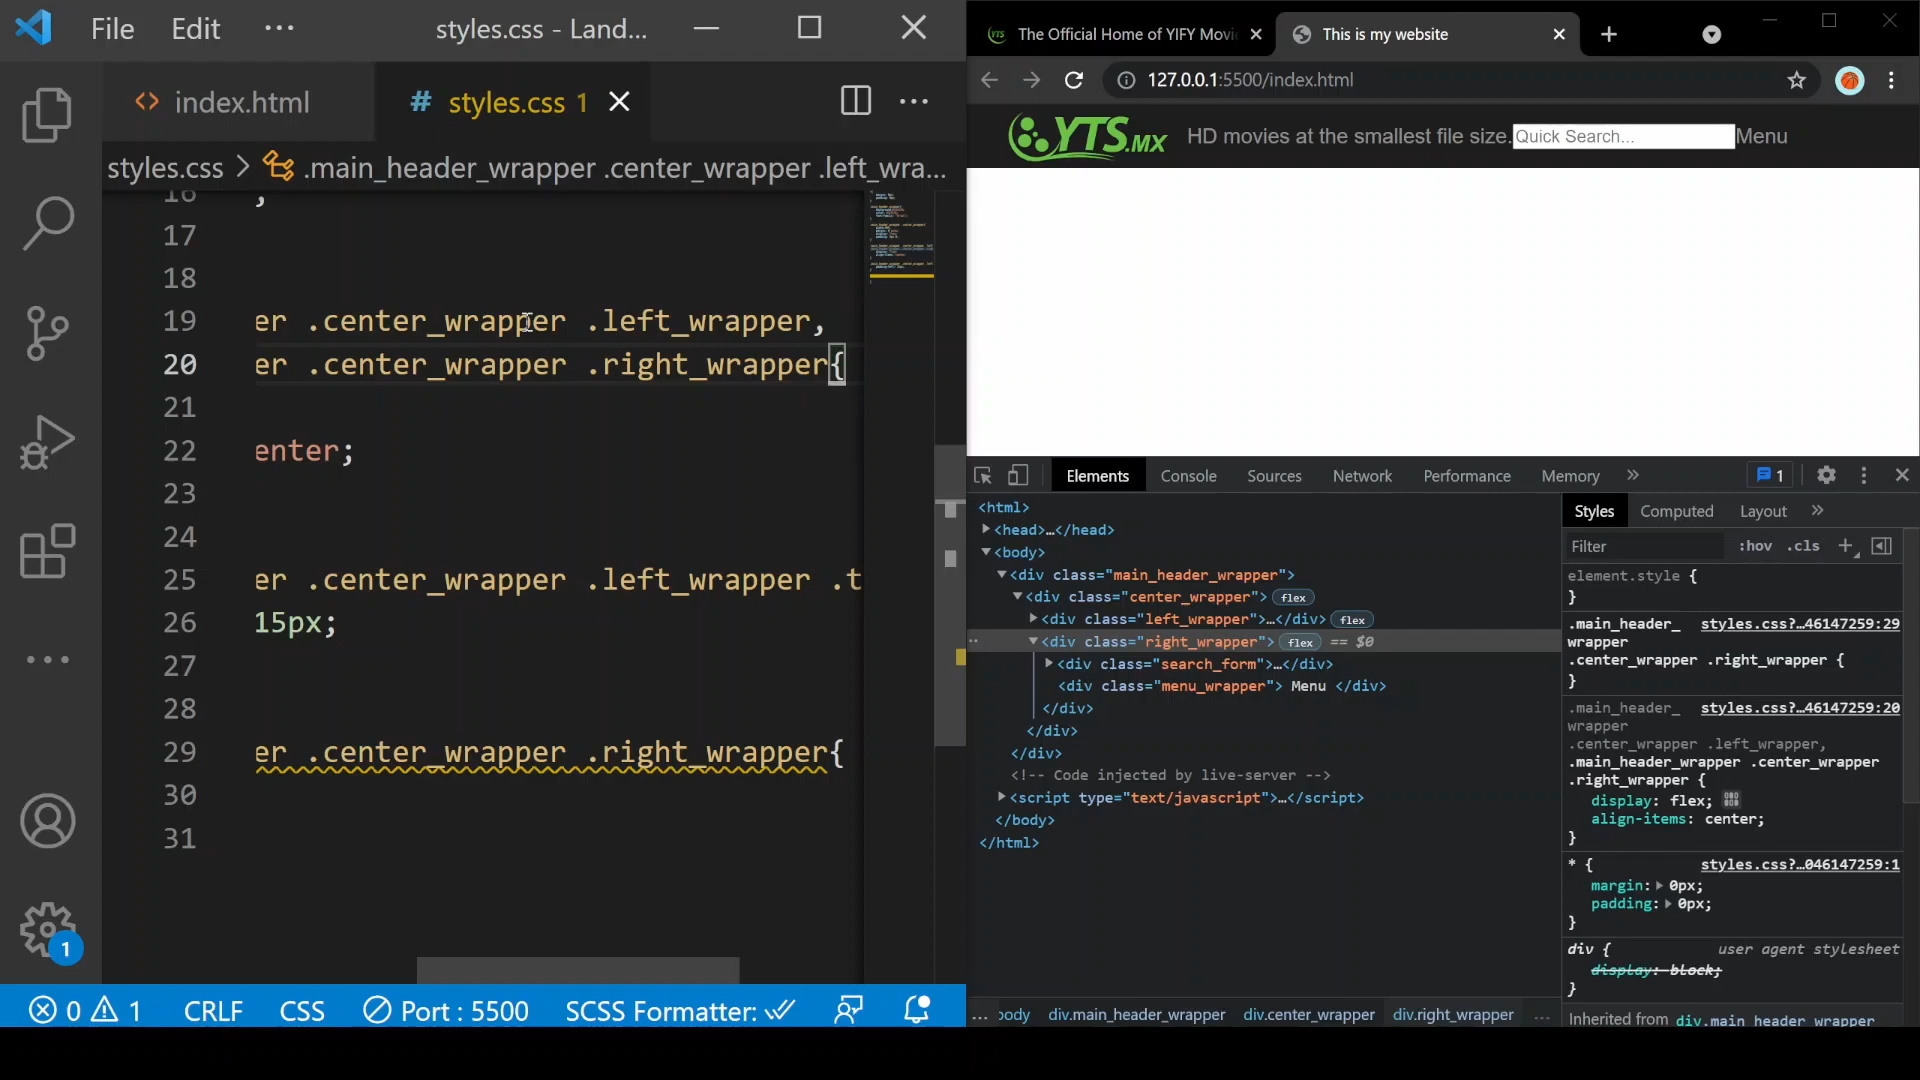 File Edit ··· styles.css - Land...
index.html # styles.css 1
styles.css > .main_header_wrapper .center_wrapper .left_wra...
16 ;
17
18
19 er .center_wrapper .left_wrapper,
20 er .center_wrapper .right_wrapper{
21
22 enter;
23
24
25 er .center_wrapper .left_wrapper .t
26 15px;
27
28
29 er .center_wrapper .right_wrapper{
30
31
1
0 1 CRLF CSS Port : 5500 SCSS Formatter:
YTS The Official Home of YIFY Movi
This is my website
127.0.0.1:5500/index.html
YTS.MX HD movies at the smallest file size. Quick Search... Menu
Elements Console Sources Network Performance Memory » 1
<html>
<head>…</head>
<body>
<div class="main_header_wrapper">
<div class="center_wrapper"> flex
<div class="left_wrapper">…</div> flex
<div class="right_wrapper"> flex == $0
<div class="search_form">…</div>
<div class="menu_wrapper"> Menu </div>
</div>
</div>
</div>
<!-- Code injected by live-server -->
<script type="text/javascript">…</script>
</body>
</html>
... body div.main_header_wrapper div.center_wrapper div.right_wrapper ...
Styles Computed Layout »
Filter :hov .cls +
element.style {
}
.main_header_ styles.css?…46147259:29
wrapper
.center_wrapper .right_wrapper {
}
.main_header_ styles.css?…46147259:20
wrapper
.center_wrapper .left_wrapper,
.main_header_wrapper .center_wrapper
.right_wrapper {
display: flex;
align-items: center;
}
* { styles.css?…046147259:1
margin: 0px;
padding: 0px;
}
div { user agent stylesheet
display: block;
}
Inherited from div.main_header_wrapper